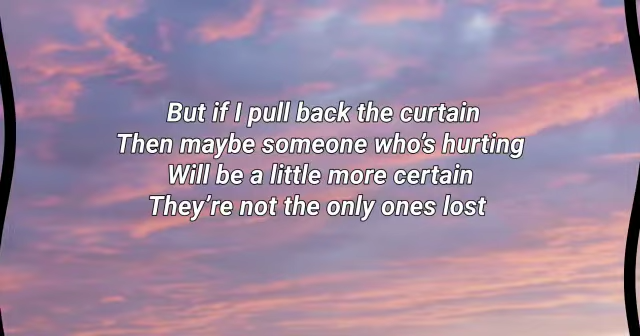 But if I pull back the curtain
Then maybe someone who's hurting
Will be a little more certain
They're not the only ones lost